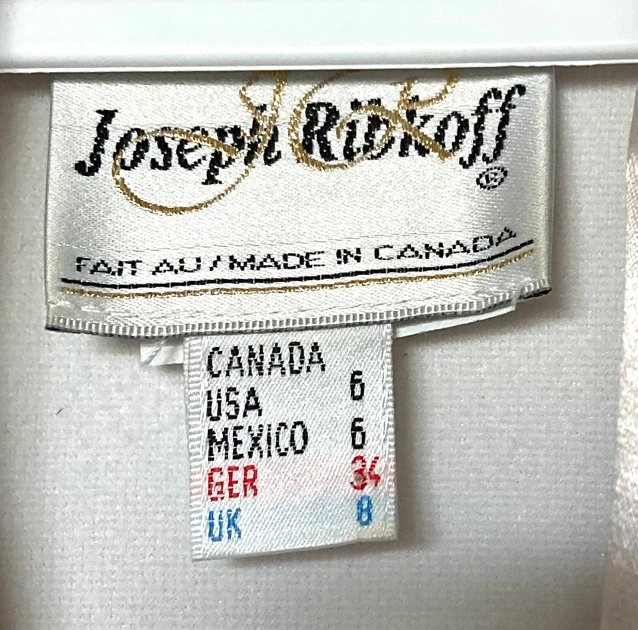 Joseph Ribkoff
®
FAIT AU/MADE IN CANADA
CANADA
USA 6
MEXICO 6
GER 34
UK 8